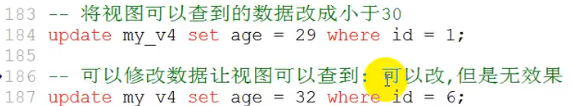 183 -- 将视图可以查到的数据改成小于30
184 update my_v4 set age = 29 where id = 1;
185
186 -- 可以修改数据让视图可以查到: 可以改,但是无效果
187 update my_v4 set age = 32 where id = 6;